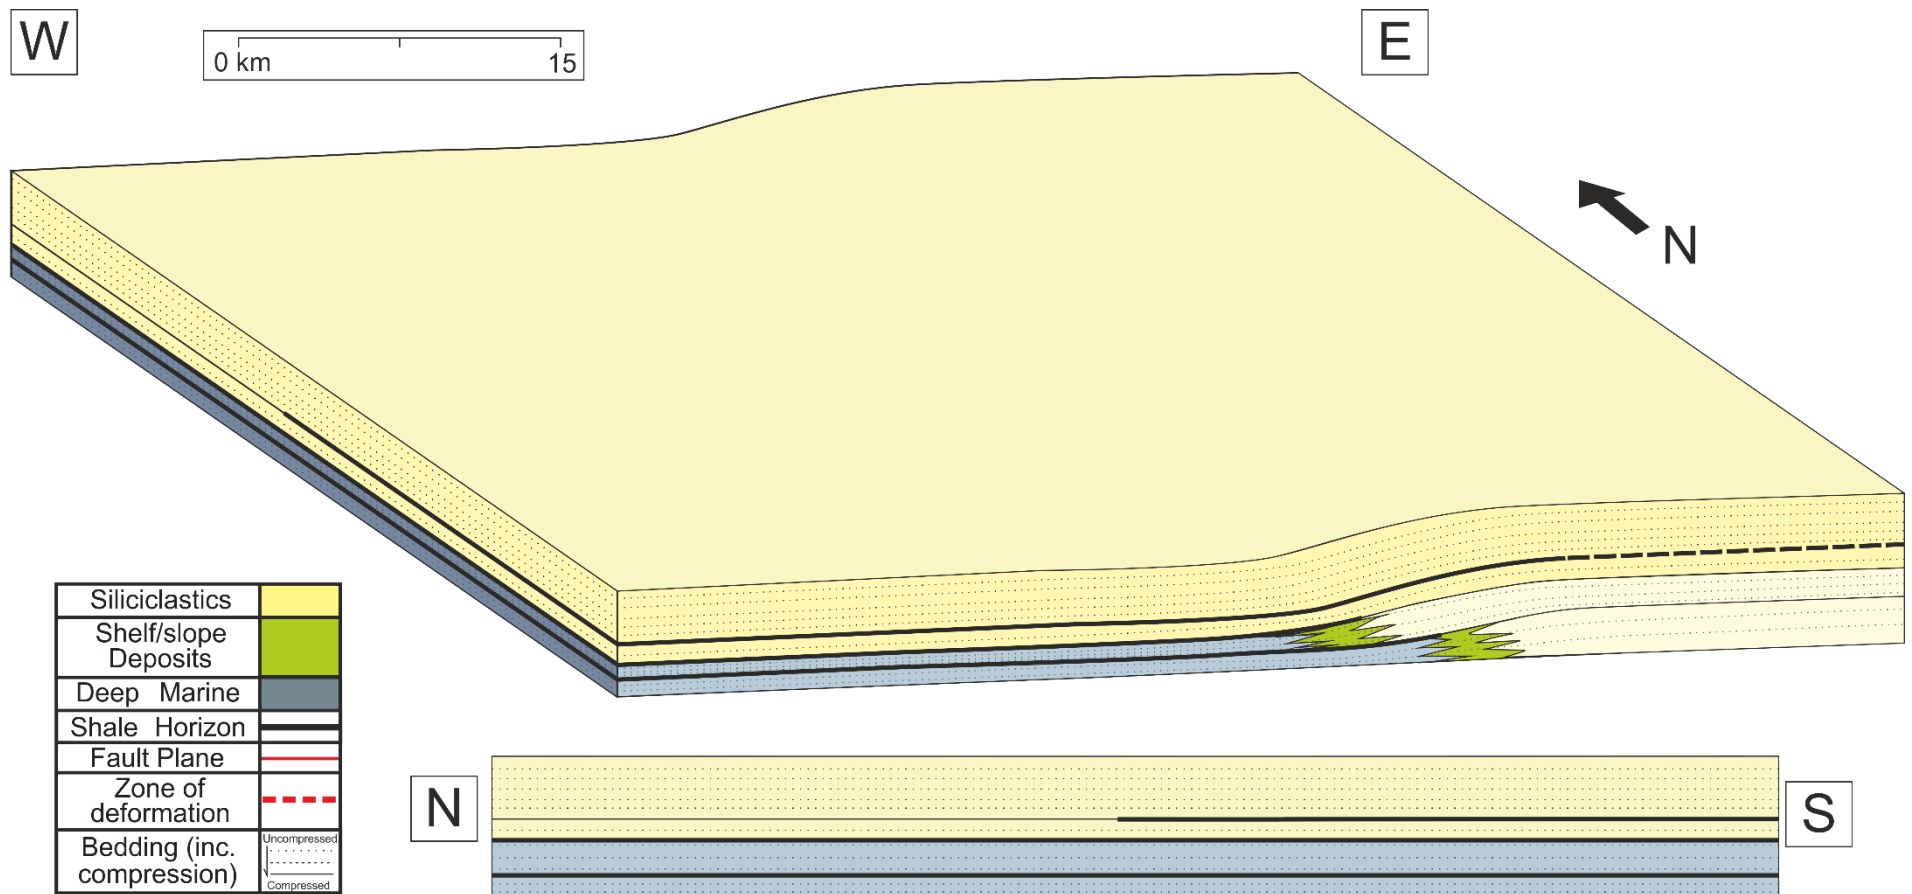 W
E
0 km 15
N
Siliciclastics
Shelf/slope
Deposits
Deep Marine
Shale Horizon
Fault Plane
Zone of
deformation
Bedding (inc.
compression)
Uncompressed
Compressed
N
S